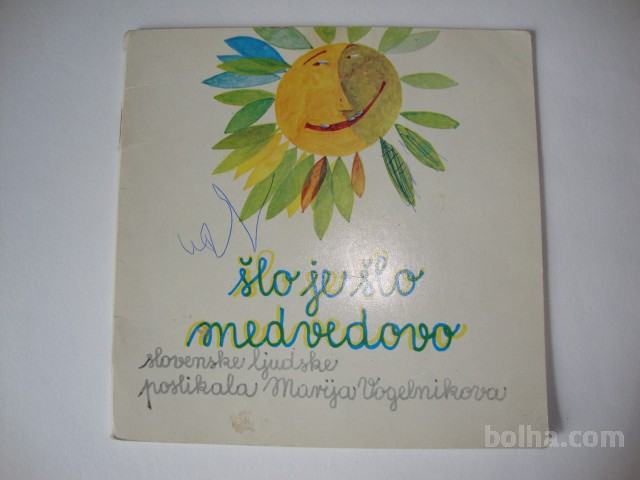 šlo je šlo
medvedovo
slovenske ljudske
poslikala Marija Vogelnikova
bolha.com